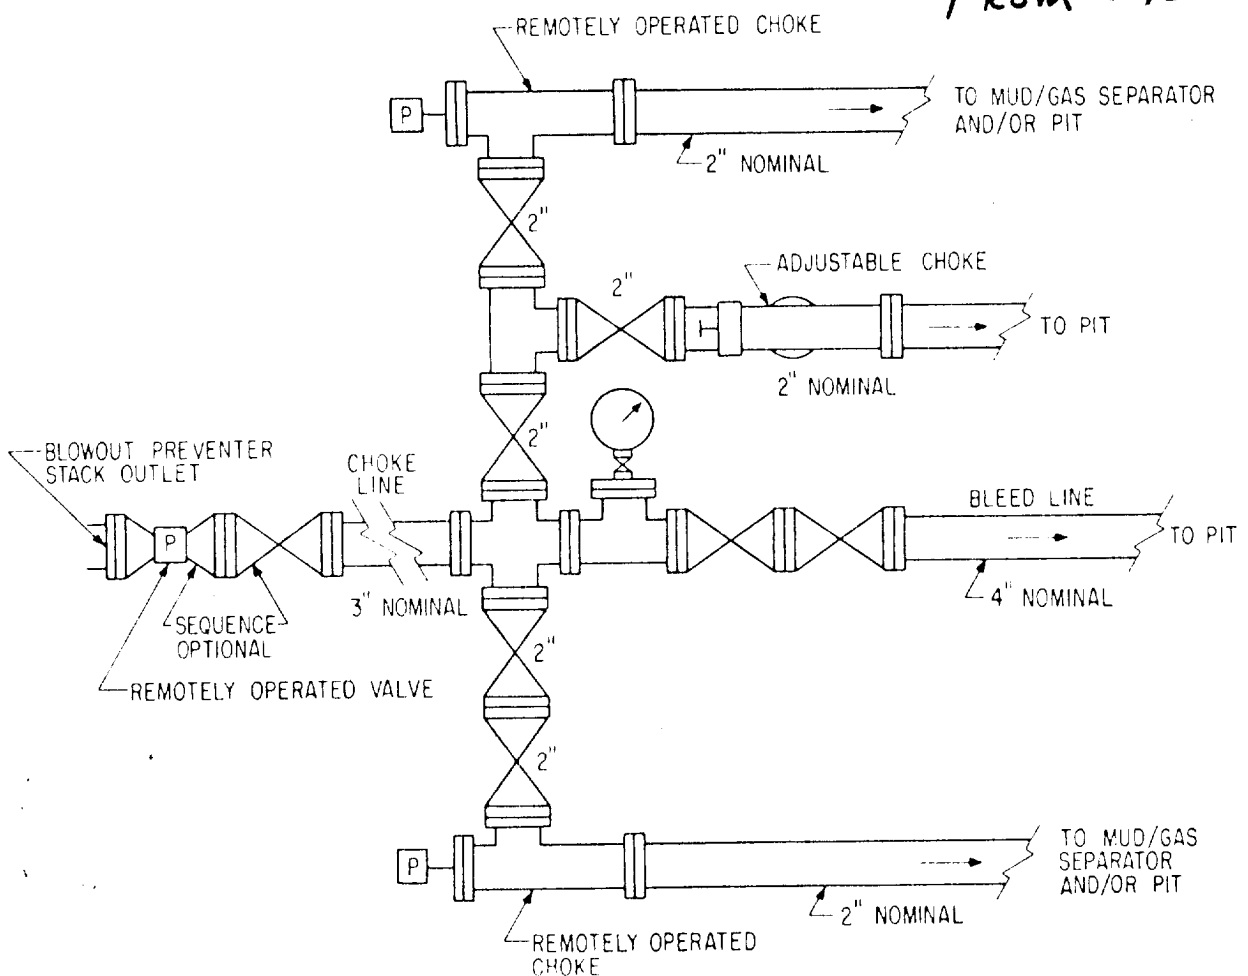 FROM
REMOTELY OPERATED CHOKE
P
TO MUD/GAS SEPARATOR
AND/OR PIT
2" NOMINAL
2"
ADJUSTABLE CHOKE
2"
TO PIT
2" NOMINAL
2"
BLOWOUT PREVENTER
STACK OUTLET
CHOKE
LINE
BLEED LINE
P
TO PIT
3" NOMINAL
4" NOMINAL
SEQUENCE
OPTIONAL
2"
REMOTELY OPERATED VALVE
2"
P
TO MUD/GAS
SEPARATOR
AND/OR PIT
2" NOMINAL
REMOTELY OPERATED
CHOKE